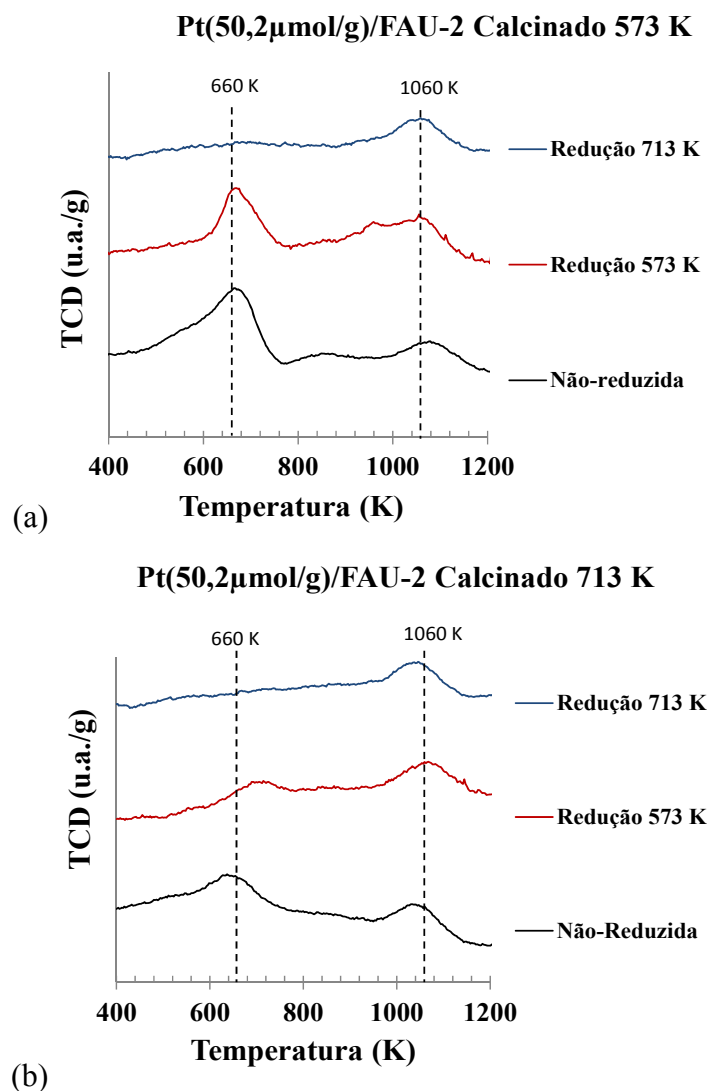 Pt(50,2µmol/g)/FAU-2 Calcinado 573 K
660 K
1060 K
Redução 713 K
Redução 573 K
Não-reduzida
TCD (u.a./g)
400 600 800 1000 1200
Temperatura (K)
(a)
Pt(50,2µmol/g)/FAU-2 Calcinado 713 K
660 K
1060 K
Redução 713 K
Redução 573 K
Não-Reduzida
TCD (u.a./g)
400 600 800 1000 1200
Temperatura (K)
(b)